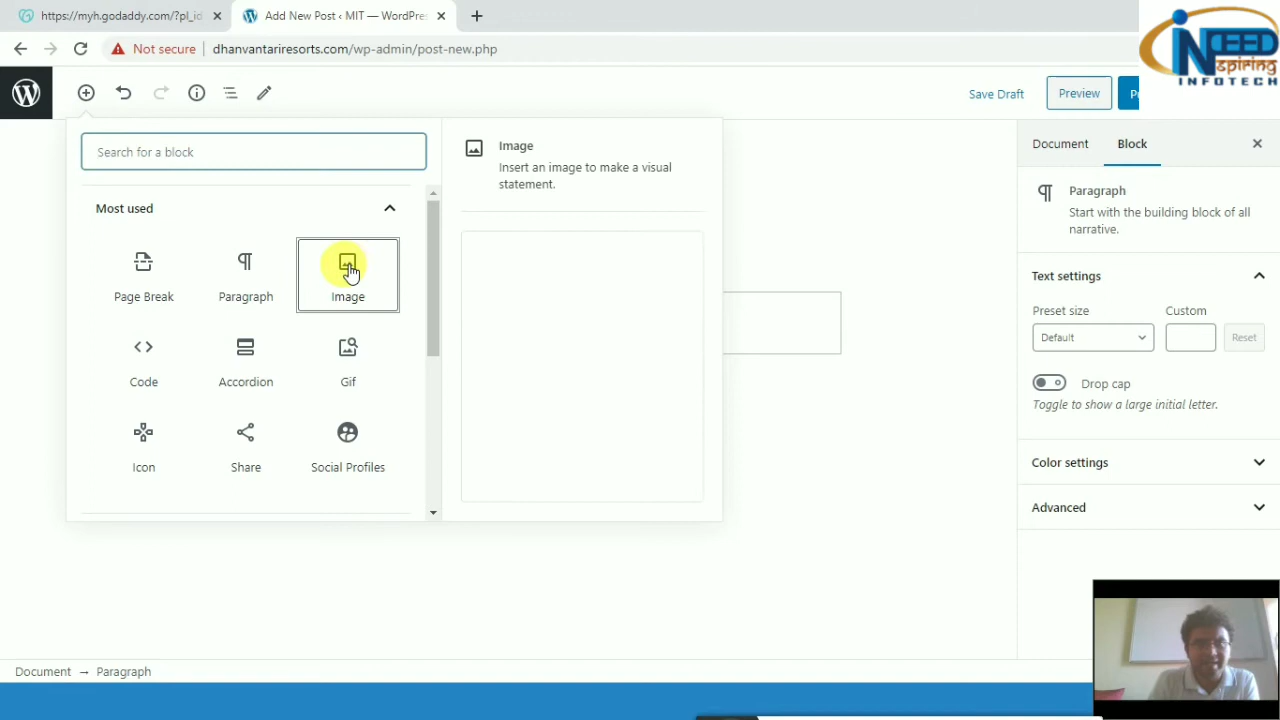 https://myh.godaddy.com/?pl_id
Add New Post ‹ MIT — WordPres
Not secure
dhanvantariresorts.com/wp-admin/post-new.php
iNCEED
nspiring
INFOTECH
Save Draft
Preview
Search for a block
Most used
Page Break
Paragraph
Image
Code
Accordion
Gif
Icon
Share
Social Profiles
Image
Insert an image to make a visual
statement.
Document
Block
Paragraph
Start with the building block of all
narrative.
Text settings
Preset size
Custom
Default
Reset
Drop cap
Toggle to show a large initial letter.
Color settings
Advanced
Document → Paragraph